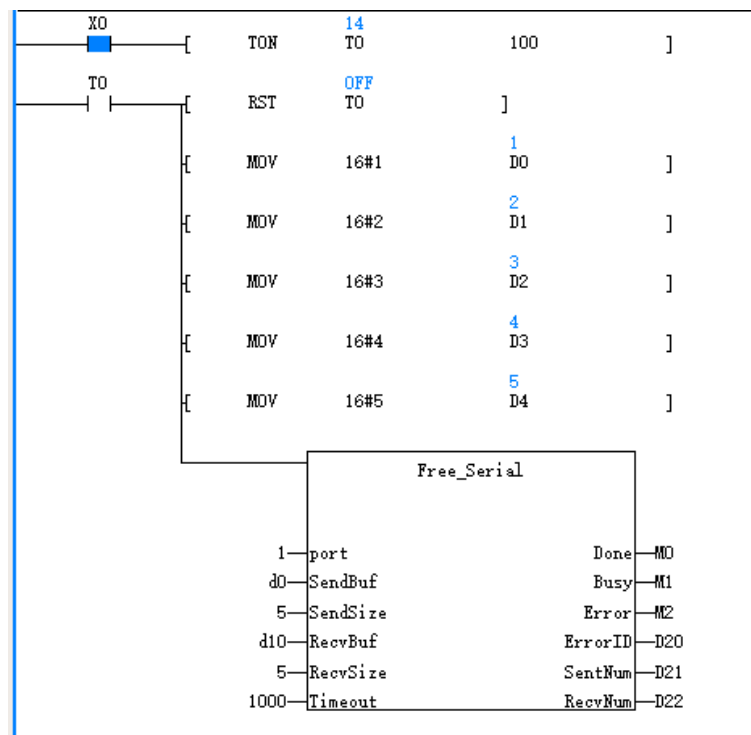 X0 14
[ TON T0 100 ]
T0 OFF
[ RST T0 ]
1
[ MOV 16#1 D0 ]
2
[ MOV 16#2 D1 ]
3
[ MOV 16#3 D2 ]
4
[ MOV 16#4 D3 ]
5
[ MOV 16#5 D4 ]
Free_Serial
1 port Done M0
d0 SendBuf Busy M1
5 SendSize Error M2
d10 RecvBuf ErrorID D20
5 RecvSize SentNum D21
1000 Timeout RecvNum D22